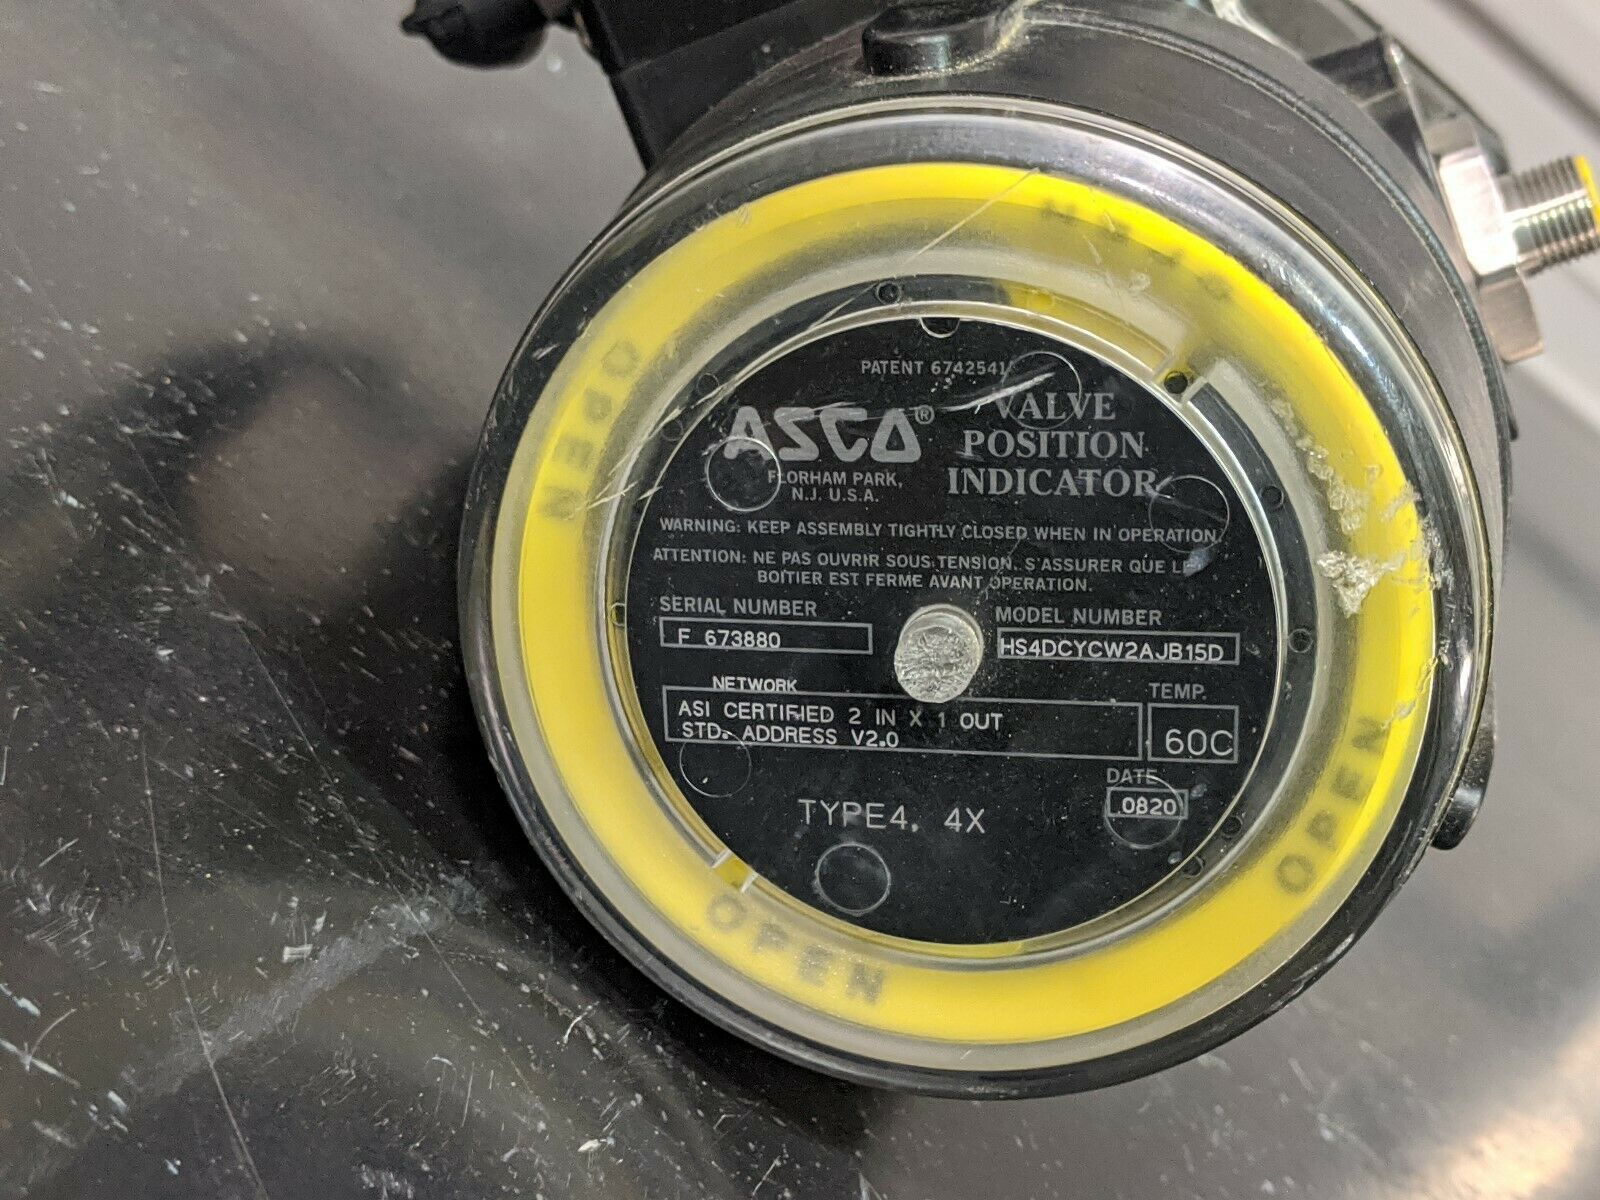 PATENT 6742541
ASCO®
VALVE
POSITION
INDICATOR
FLORHAM PARK,
N.J. U.S.A.
WARNING: KEEP ASSEMBLY TIGHTLY CLOSED WHEN IN OPERATION.
ATTENTION: NE PAS OUVRIR SOUS TENSION. S'ASSURER QUE LE
BOITIER EST FERME AVANT OPERATION.
SERIAL NUMBER
F 673880
MODEL NUMBER
HS4DCYCW2AJB15D
NETWORK
ASI CERTIFIED 2 IN X 1 OUT
STD. ADDRESS V2.0
TEMP.
60C
DATE
0820
TYPE4, 4X
OPEN
OPEN
OPEN